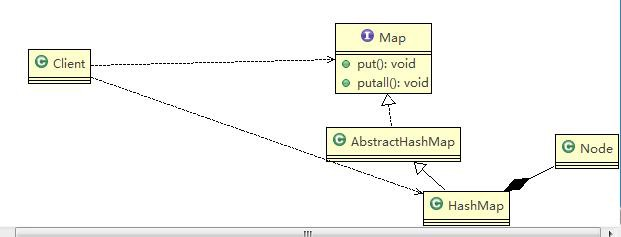 I Map
C Client
put(): void
putall(): void
C AbstractHashMap
C Node
C HashMap